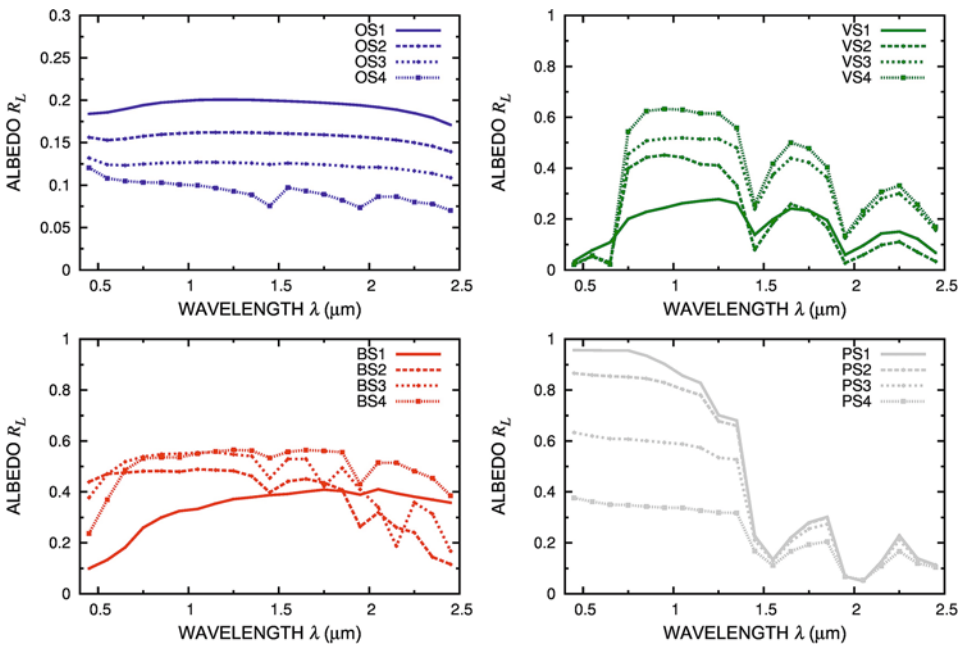 0.3
0.25
0.2
0.15
0.1
0.05
0
ALBEDO R_L
OS1
OS2
OS3
OS4
0.5 1 1.5 2 2.5
WAVELENGTH λ (μm)
1
0.8
0.6
0.4
0.2
0
ALBEDO R_L
VS1
VS2
VS3
VS4
0.5 1 1.5 2 2.5
WAVELENGTH λ (μm)
1
0.8
0.6
0.4
0.2
0
ALBEDO R_L
BS1
BS2
BS3
BS4
0.5 1 1.5 2 2.5
WAVELENGTH λ (μm)
1
0.8
0.6
0.4
0.2
0
ALBEDO R_L
PS1
PS2
PS3
PS4
0.5 1 1.5 2 2.5
WAVELENGTH λ (μm)